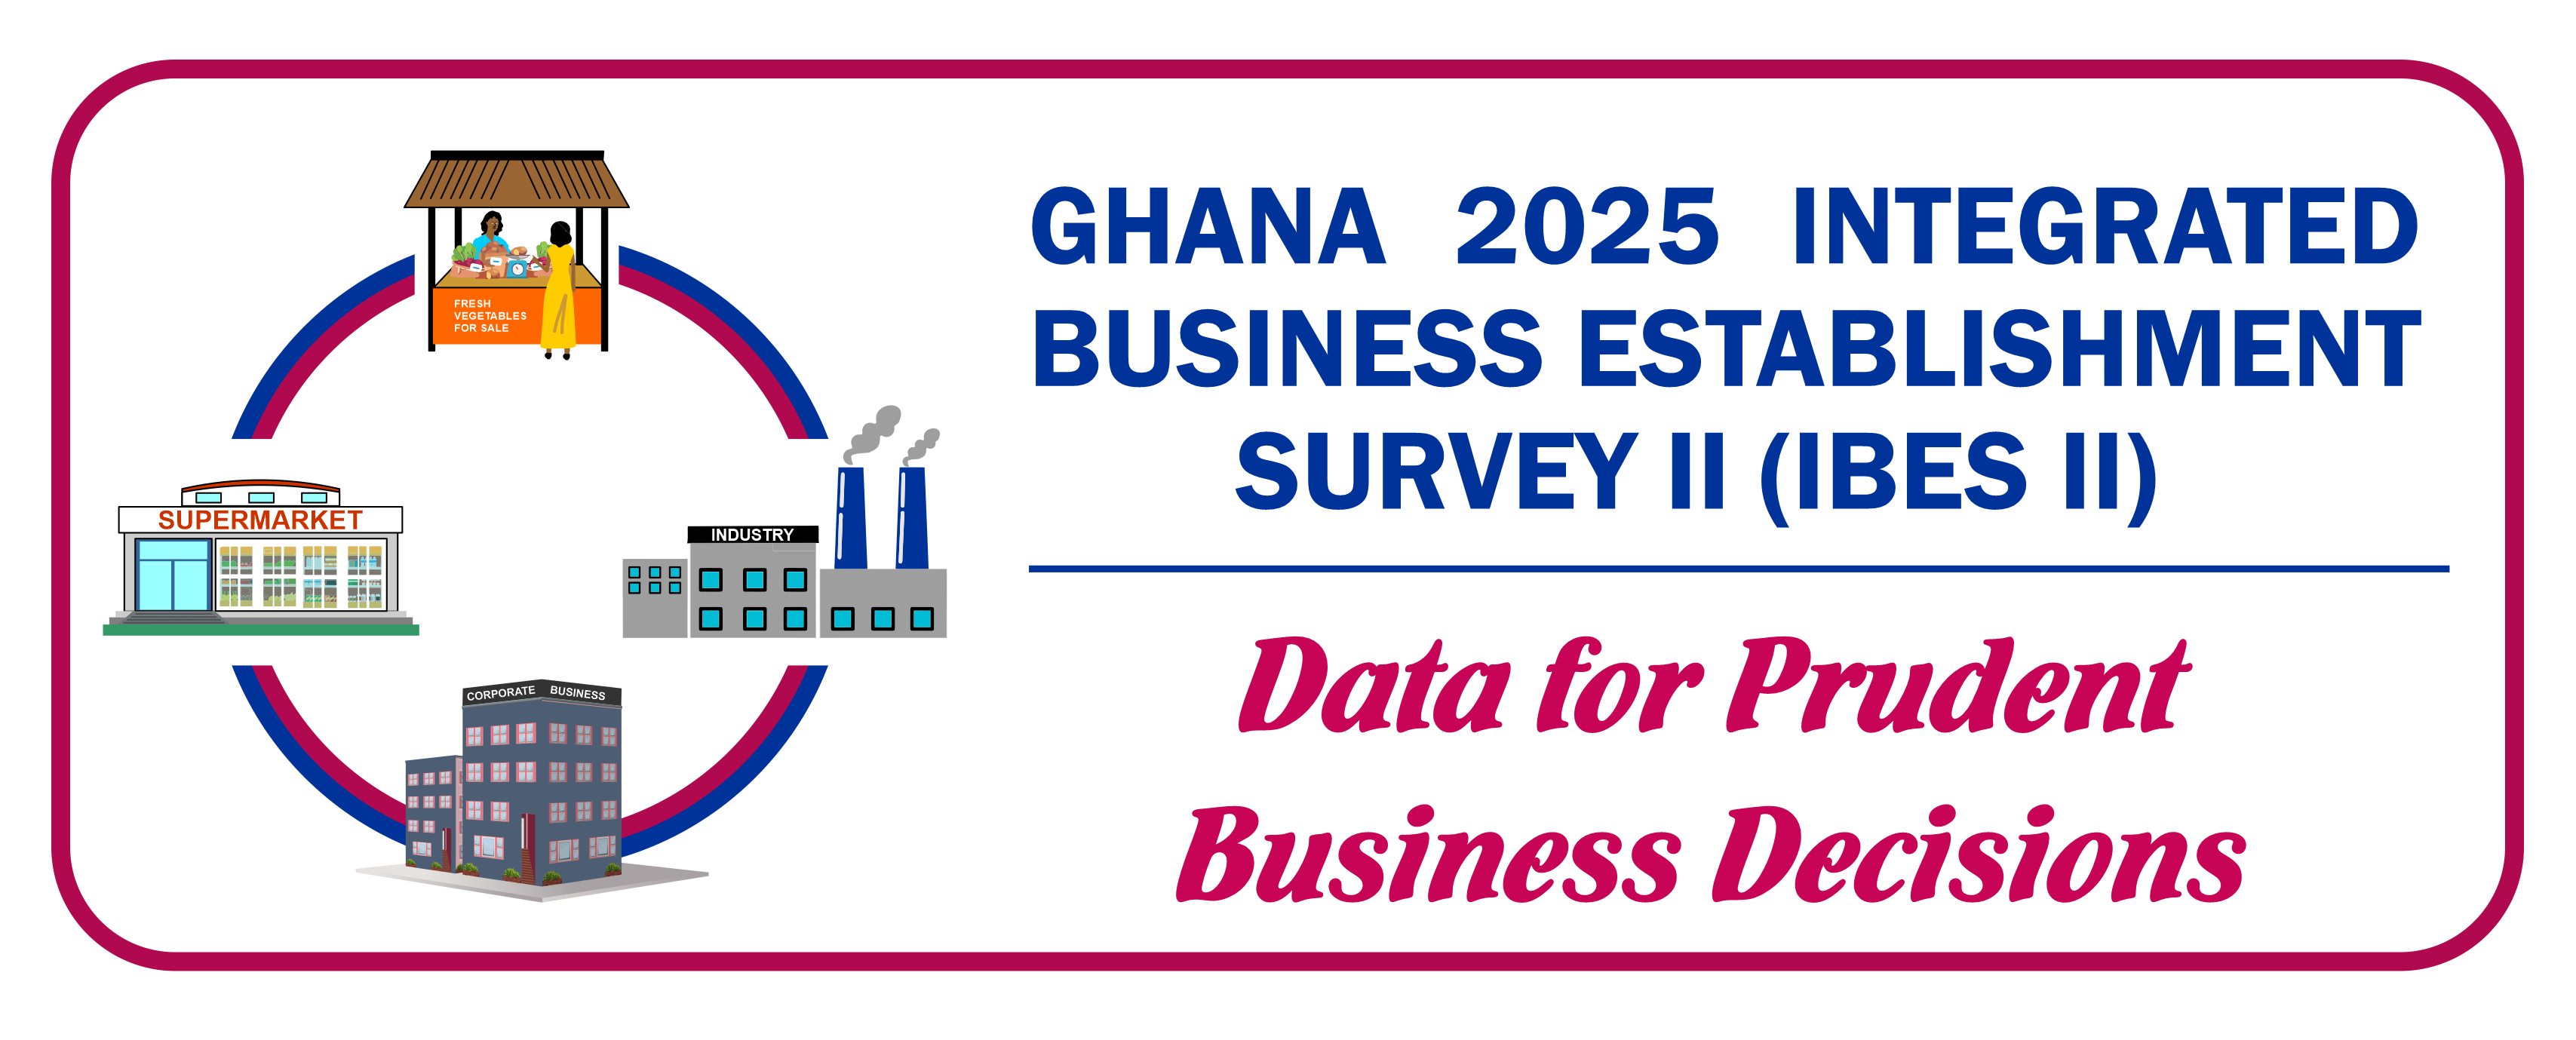 FRESH
VEGETABLES
FOR SALE
SUPERMARKET
INDUSTRY
CORPORATE BUSINESS
GHANA 2025 INTEGRATED
BUSINESS ESTABLISHMENT
SURVEY II (IBES II)
Data for Prudent
Business Decisions